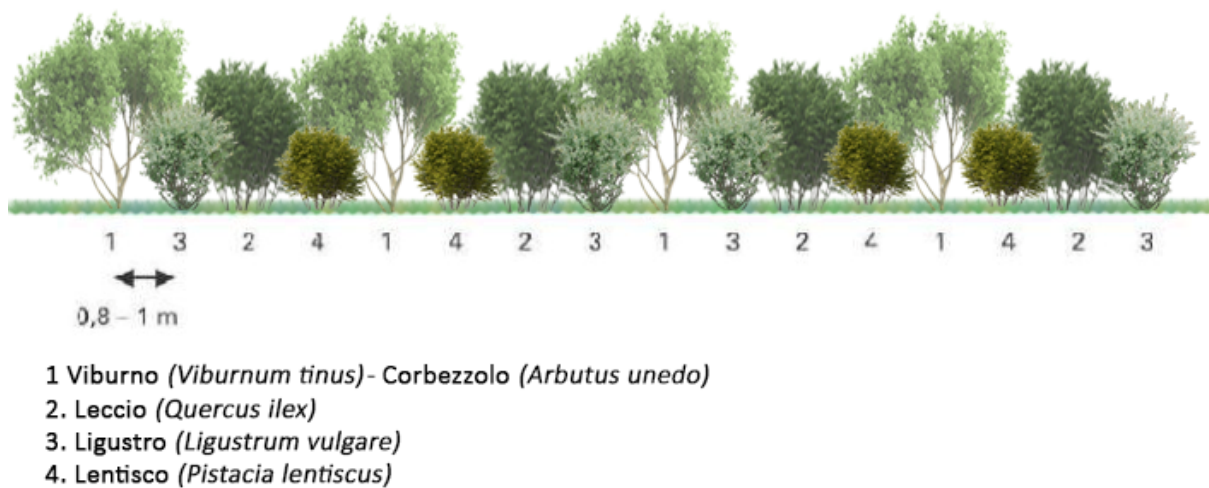 1 3 2 4 1 4 2 3 1 3 2 4 1 4 2 3
0,8 – 1 m
1 Viburno (Viburnum tinus) - Corbezzolo (Arbutus unedo)
2. Leccio (Quercus ilex)
3. Ligustro (Ligustrum vulgare)
4. Lentisco (Pistacia lentiscus)